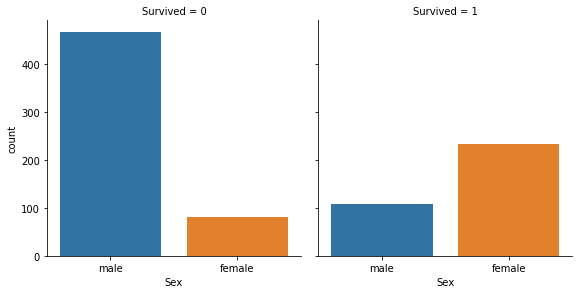 Survived = 0
Survived = 1
count
400
300
200
100
0
male
female
male
female
Sex
Sex